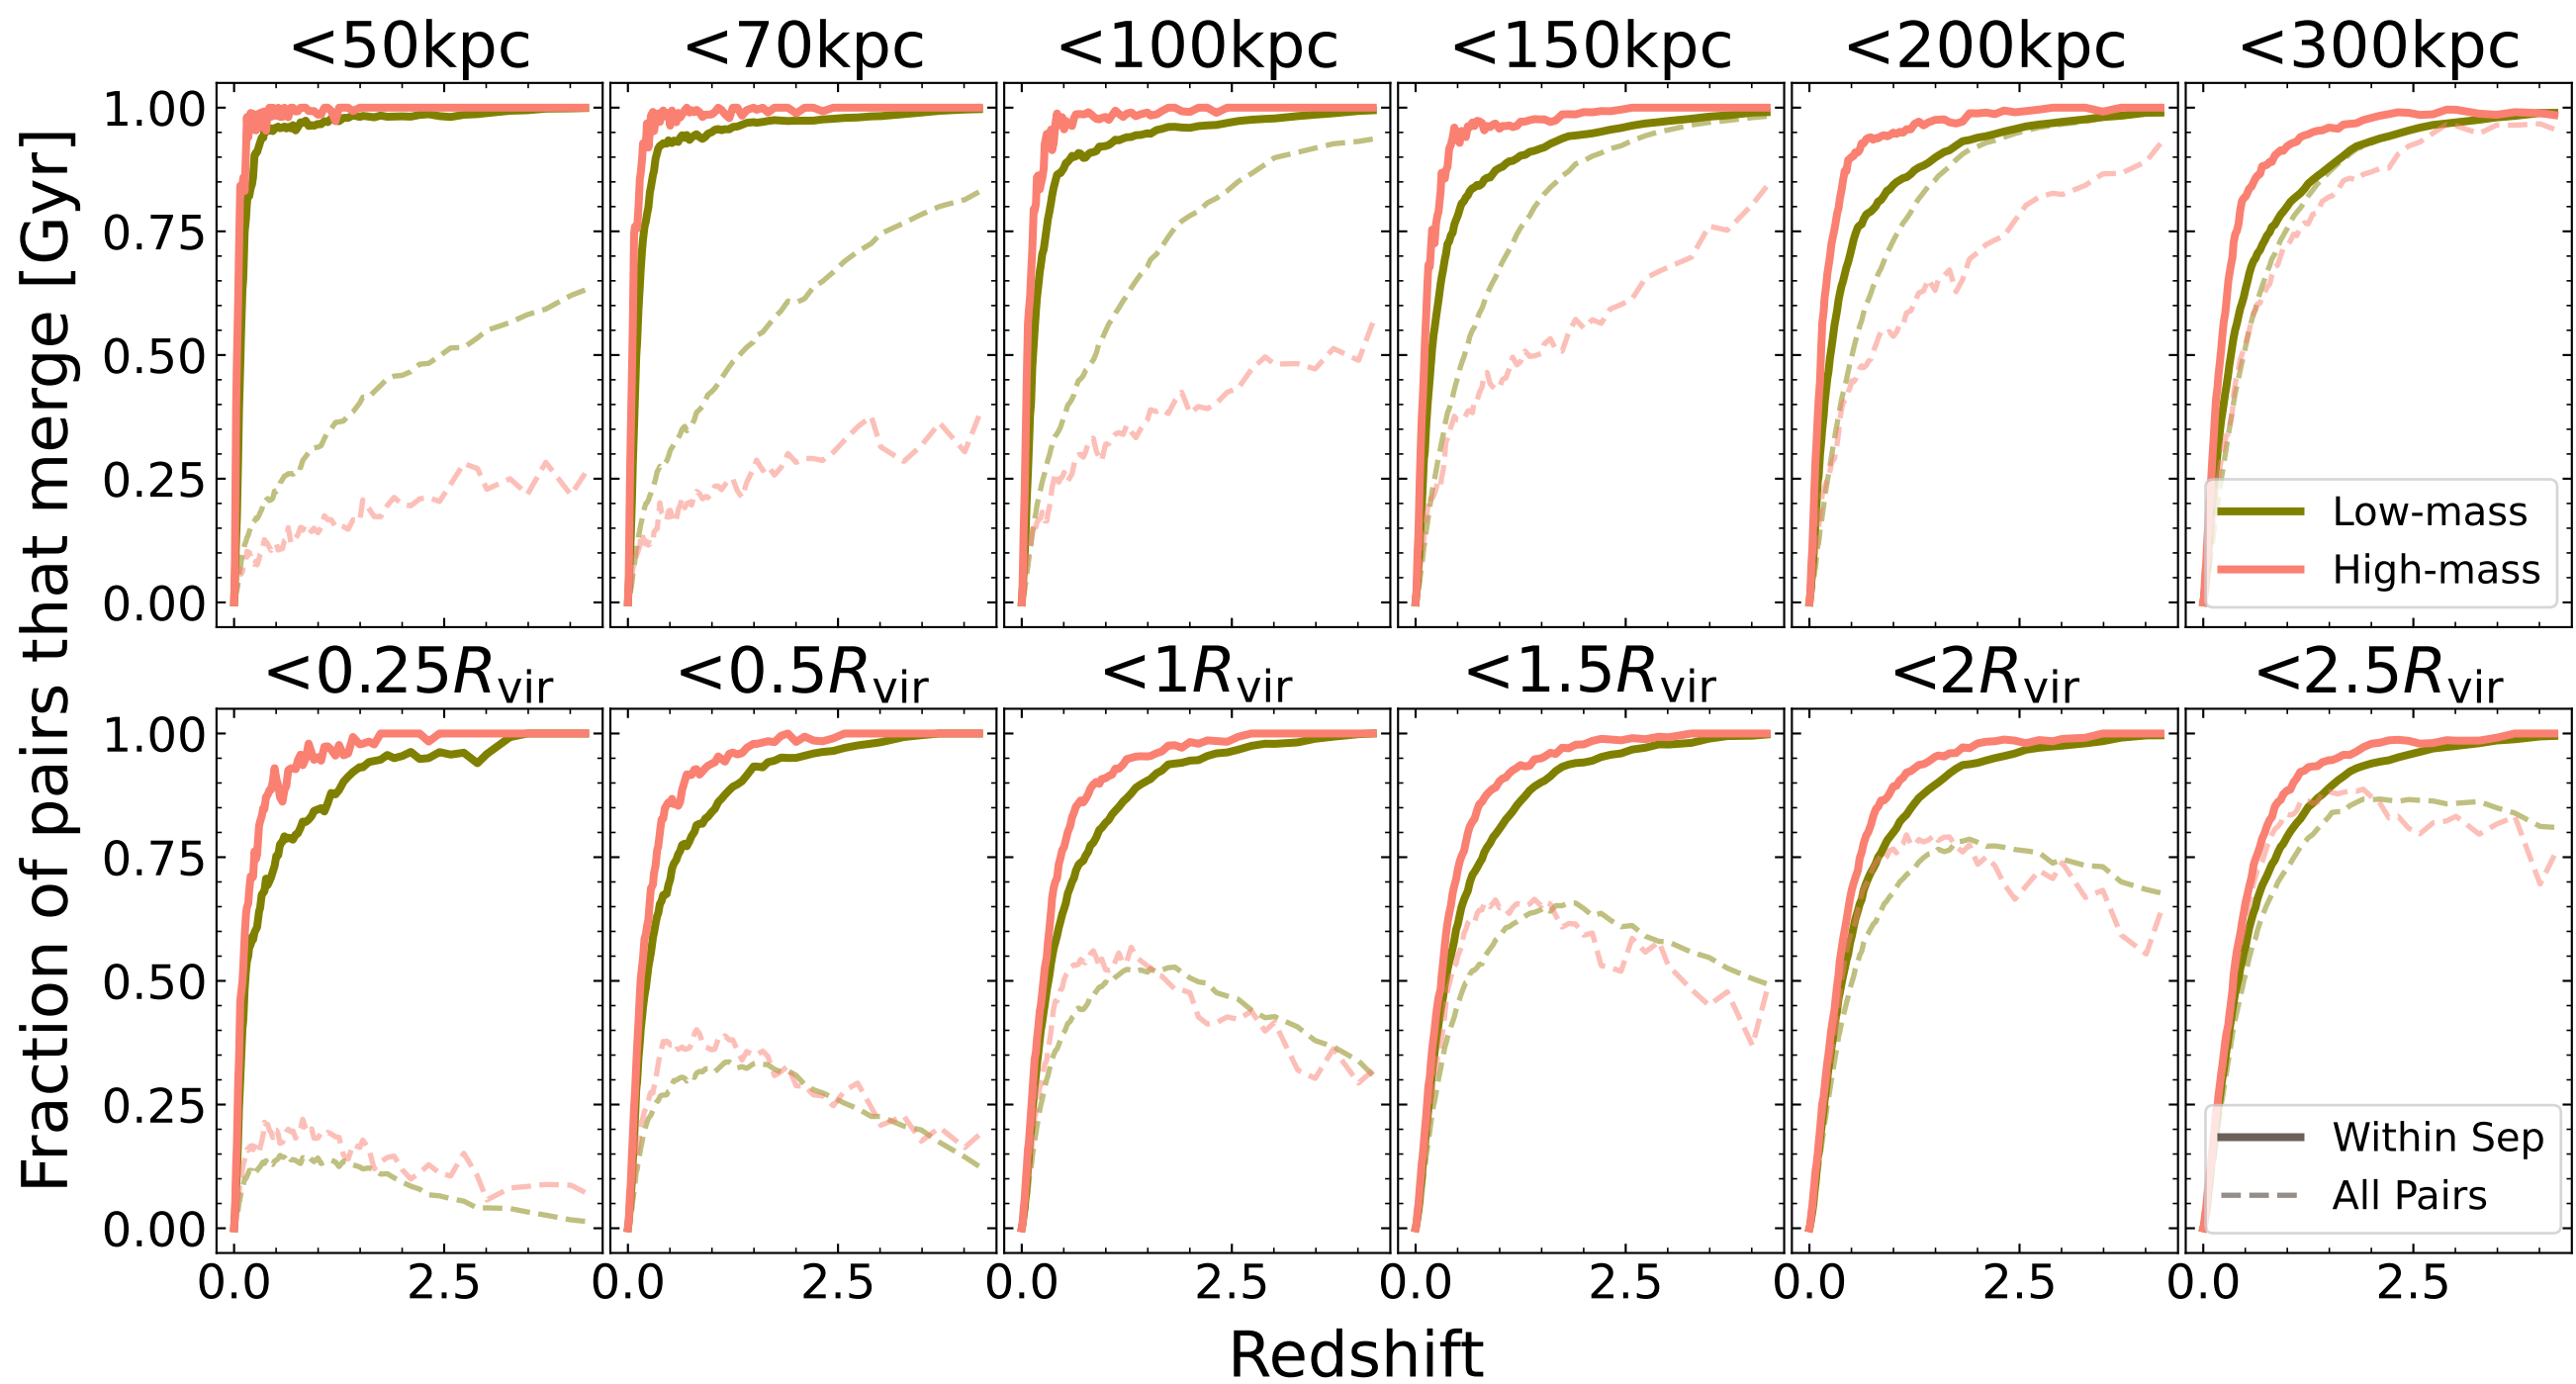 <50kpc <70kpc <100kpc <150kpc <200kpc <300kpc
Fraction of pairs that merge [Gyr]
1.00
0.75
0.50
0.25
0.00
Low-mass
High-mass
<0.25Rvir <0.5Rvir <1Rvir <1.5Rvir <2Rvir <2.5Rvir
1.00
0.75
0.50
0.25
0.00
Within Sep
All Pairs
0.0 2.5 0.0 2.5 0.0 2.5 0.0 2.5 0.0 2.5 0.0 2.5
Redshift